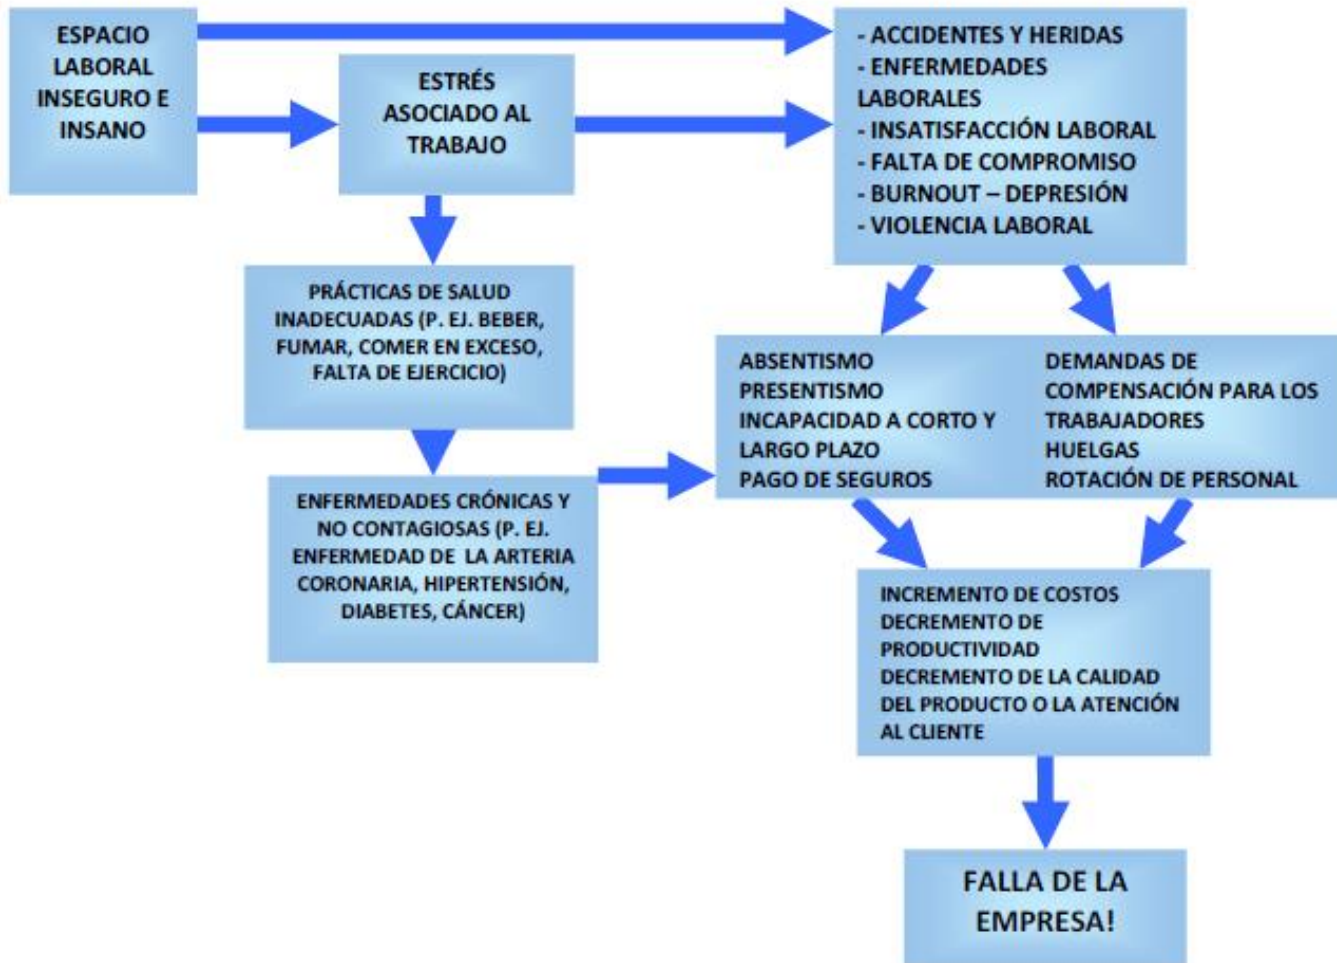 ESPACIO
LABORAL
INSEGURO E
INSANO
ESTRÉS
ASOCIADO AL
TRABAJO
- ACCIDENTES Y HERIDAS
- ENFERMEDADES
LABORALES
- INSATISFACCIÓN LABORAL
- FALTA DE COMPROMISO
- BURNOUT – DEPRESIÓN
- VIOLENCIA LABORAL
PRÁCTICAS DE SALUD
INADECUADAS (P. EJ. BEBER,
FUMAR, COMER EN EXCESO,
FALTA DE EJERCICIO)
ABSENTISMO
PRESENTISMO
INCAPACIDAD A CORTO Y
LARGO PLAZO
PAGO DE SEGUROS
DEMANDAS DE
COMPENSACIÓN PARA LOS
TRABAJADORES
HUELGAS
ROTACIÓN DE PERSONAL
ENFERMEDADES CRÓNICAS Y
NO CONTAGIOSAS (P. EJ.
ENFERMEDAD DE LA ARTERIA
CORONARIA, HIPERTENSIÓN,
DIABETES, CÁNCER)
INCREMENTO DE COSTOS
DECREMENTO DE
PRODUCTIVIDAD
DECREMENTO DE LA CALIDAD
DEL PRODUCTO O LA ATENCIÓN
AL CLIENTE
FALLA DE LA
EMPRESA!